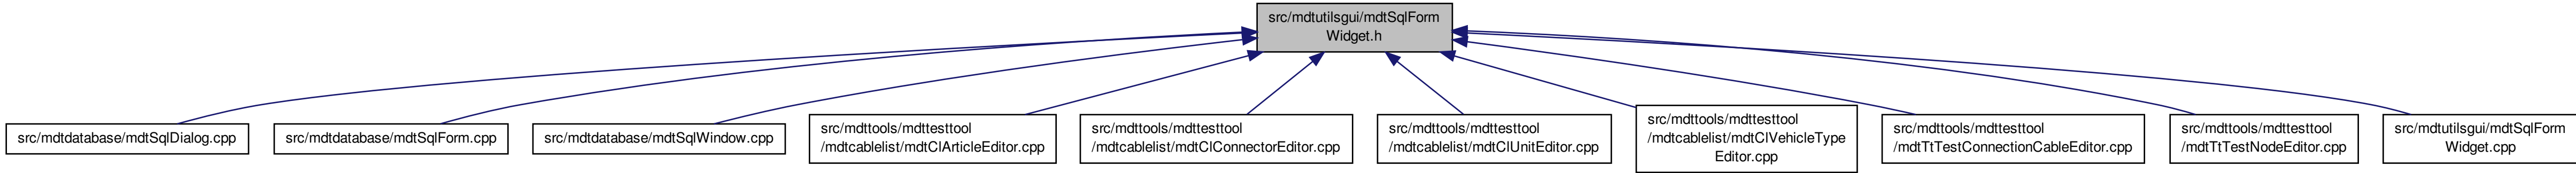 src/mdtutilsgui/mdtSqlForm
Widget.h
src/mdtdatabase/mdtSqlDialog.cpp
src/mdtdatabase/mdtSqlForm.cpp
src/mdtdatabase/mdtSqlWindow.cpp
src/mdttools/mdttesttool
/mdtcablelist/mdtClArticleEditor.cpp
src/mdttools/mdttesttool
/mdtcablelist/mdtClConnectorEditor.cpp
src/mdttools/mdttesttool
/mdtcablelist/mdtClUnitEditor.cpp
src/mdttools/mdttesttool
/mdtcablelist/mdtClVehicleType
Editor.cpp
src/mdttools/mdttesttool
/mdtTtTestConnectionCableEditor.cpp
src/mdttools/mdttesttool
/mdtTtTestNodeEditor.cpp
src/mdtutilsgui/mdtSqlForm
Widget.cpp